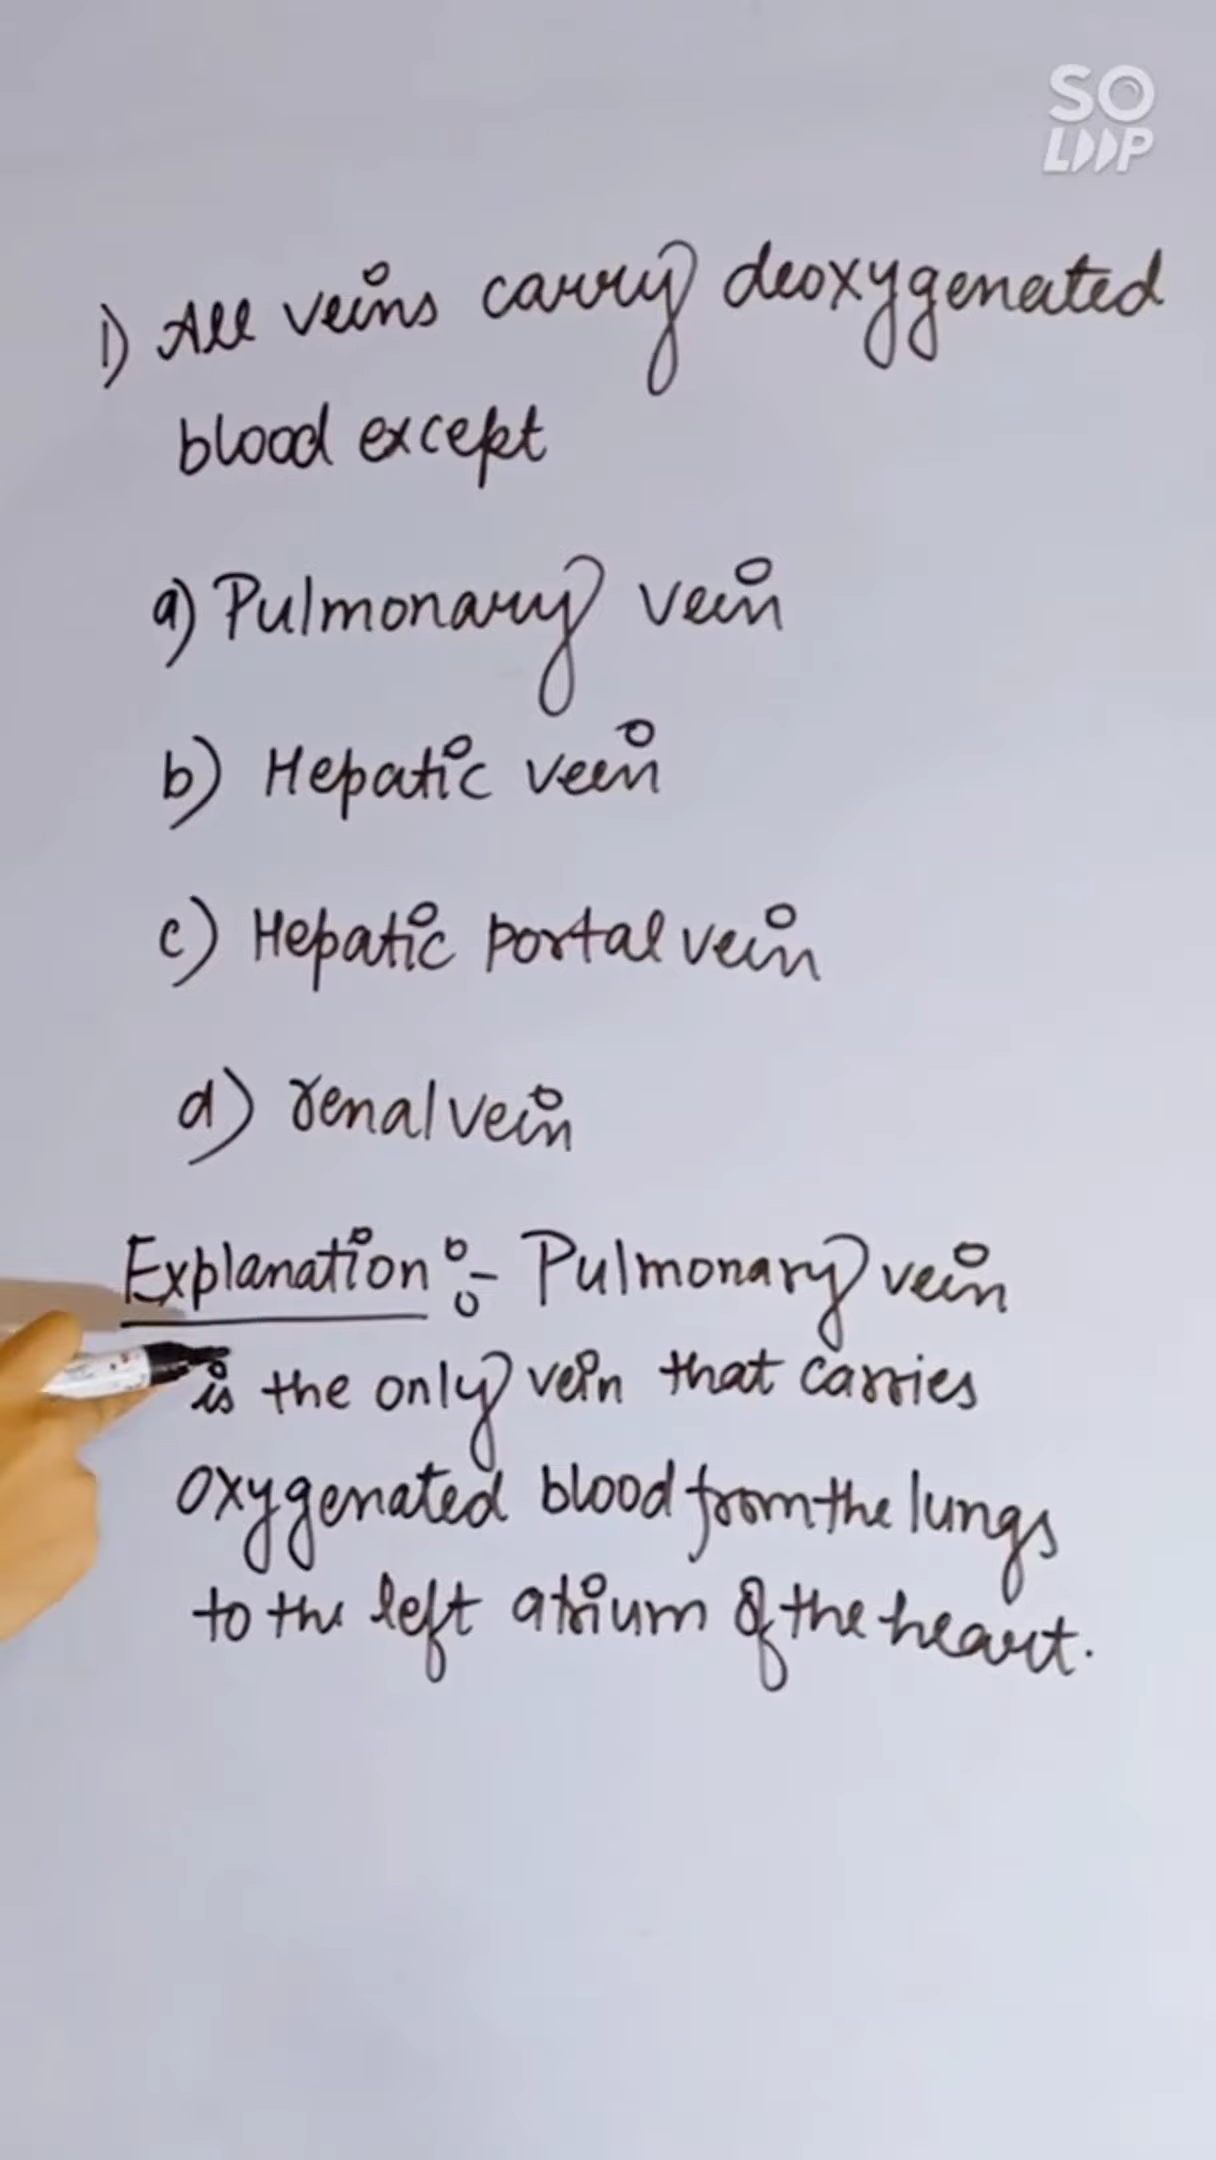 SO
LOOP
1) All veins carry deoxygenated
blood except
a) Pulmonary vein
b) Hepatic vein
c) Hepatic portal vein
d) renal vein
Explanation :- Pulmonary vein
is the only vein that carries
oxygenated blood from the lungs
to the left atrium of the heart.